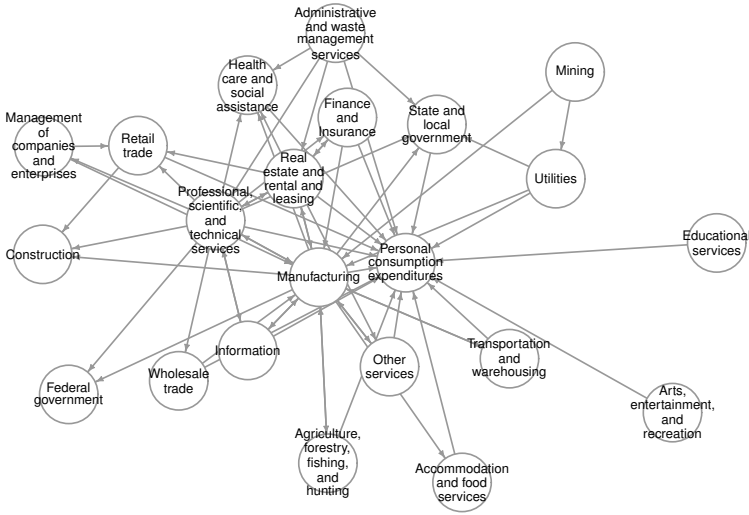 Administrative
and waste
management
services
Health
care and
social
assistance
Mining
Finance
and
Insurance
State and
local
government
Management
of
companies
and
enterprises
Retail
trade
Real
estate and
rental and
leasing
Utilities
Professional,
scientific,
and
technical
services
Educational
services
Construction
Personal
consumption
expenditures
Manufacturing
Information
Other
services
Transportation
and
warehousing
Federal
government
Wholesale
trade
Arts,
entertainment,
and
recreation
Agriculture,
forestry,
fishing,
and
hunting
Accommodation
and food
services